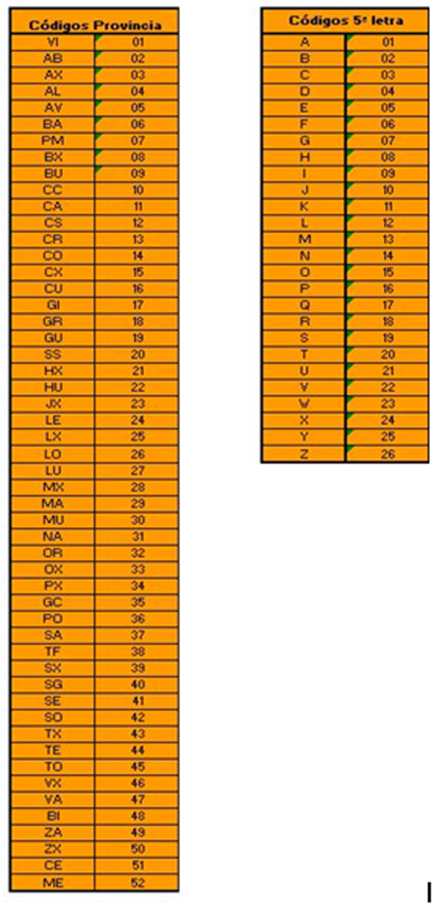 Códigos Provincia
VI 01
AB 02
AX 03
AL 04
AV 05
BA 06
PM 07
BX 08
BU 09
CC 10
CA 11
CS 12
CR 13
CO 14
CX 15
CU 16
GI 17
GR 18
GU 19
SS 20
HX 21
HU 22
JX 23
LE 24
LX 25
LO 26
LU 27
MX 28
MA 29
MU 30
NA 31
OR 32
OX 33
PX 34
GC 35
PO 36
SA 37
TF 38
SX 39
SG 40
SE 41
SO 42
TX 43
TE 44
TO 45
VX 46
VA 47
BI 48
ZA 49
ZX 50
CE 51
ME 52
Códigos 5ª letra
A 01
B 02
C 03
D 04
E 05
F 06
G 07
H 08
I 09
J 10
K 11
L 12
M 13
N 14
O 15
P 16
Q 17
R 18
S 19
T 20
U 21
V 22
W 23
X 24
Y 25
Z 26